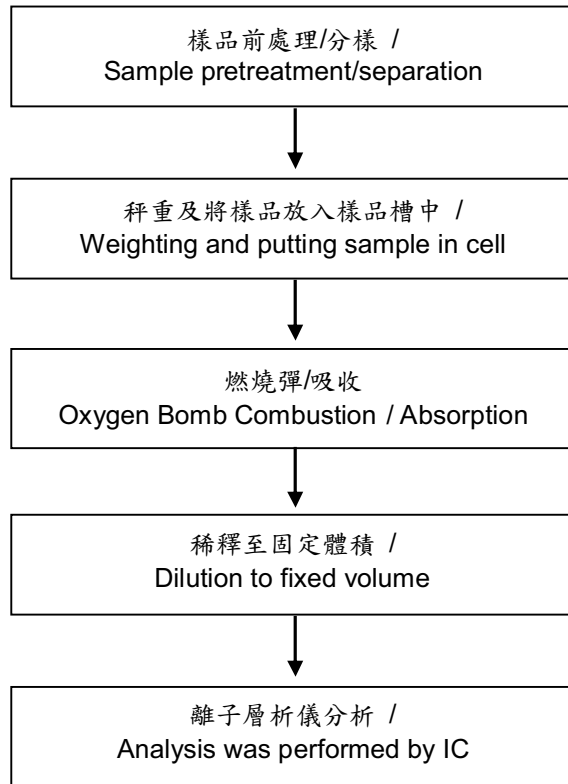 樣品前處理/分樣 /
Sample pretreatment/separation
秤重及將樣品放入樣品槽中 /
Weighting and putting sample in cell
燃燒彈/吸收
Oxygen Bomb Combustion / Absorption
稀釋至固定體積 /
Dilution to fixed volume
離子層析儀分析 /
Analysis was performed by IC